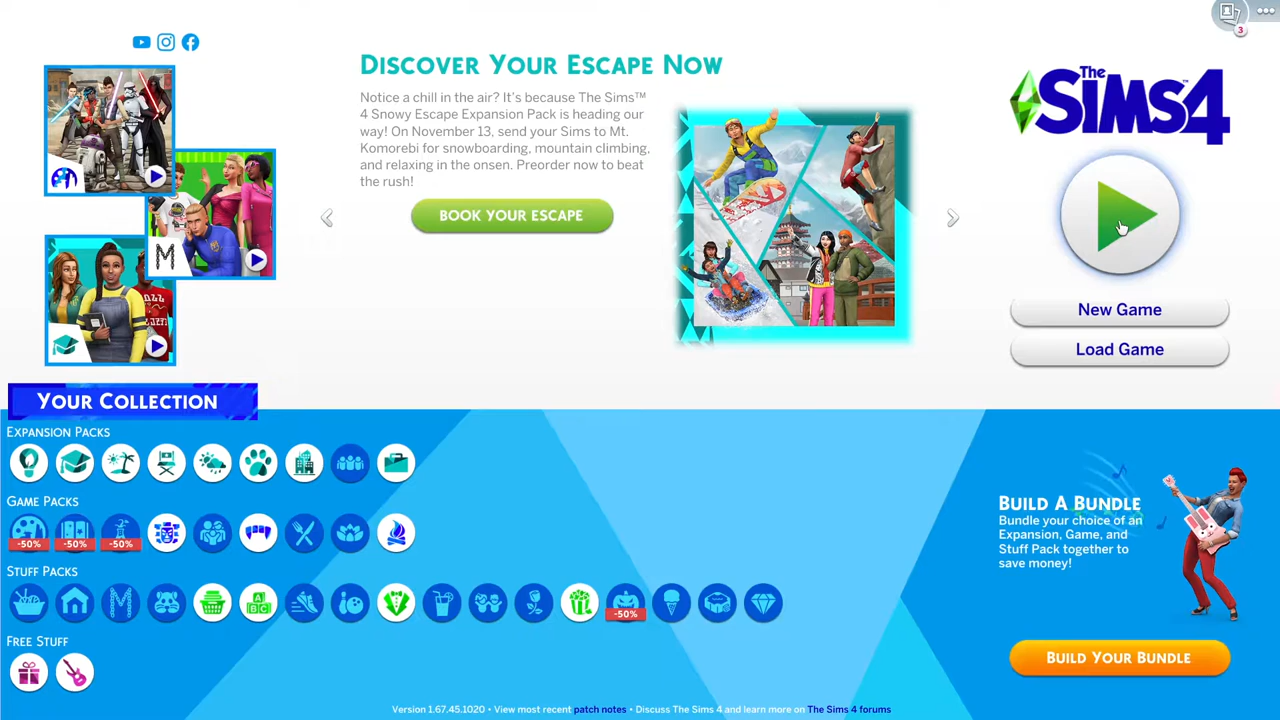 3
DISCOVER YOUR ESCAPE NOW
Notice a chill in the air? It's because The Sims™
4 Snowy Escape Expansion Pack is heading our
way! On November 13, send your Sims to Mt.
Komorebi for snowboarding, mountain climbing,
and relaxing in the onsen. Preorder now to beat
the rush!
BOOK YOUR ESCAPE
The
SIMS™4
New Game
Load Game
YOUR COLLECTION
EXPANSION PACKS
GAME PACKS
-50% -50% -50%
STUFF PACKS
ABC
-50%
FREE STUFF
BUILD A BUNDLE
Bundle your choice of an
Expansion, Game, and
Stuff Pack together to
save money!
BUILD YOUR BUNDLE
Version 1.67.45.1020 • View most recent patch notes • Discuss The Sims 4 and learn more on The Sims 4 forums